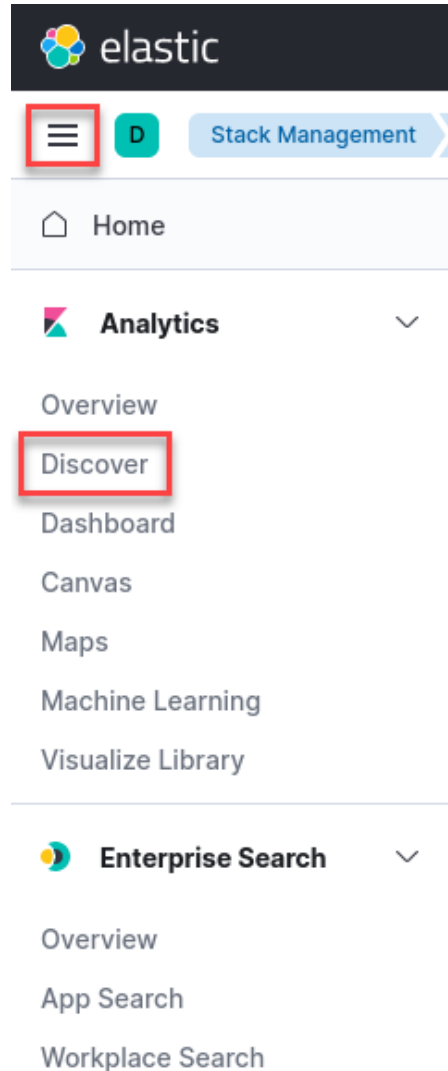 elastic
D Stack Management
Home
Analytics
Overview
Discover
Dashboard
Canvas
Maps
Machine Learning
Visualize Library
Enterprise Search
Overview
App Search
Workplace Search